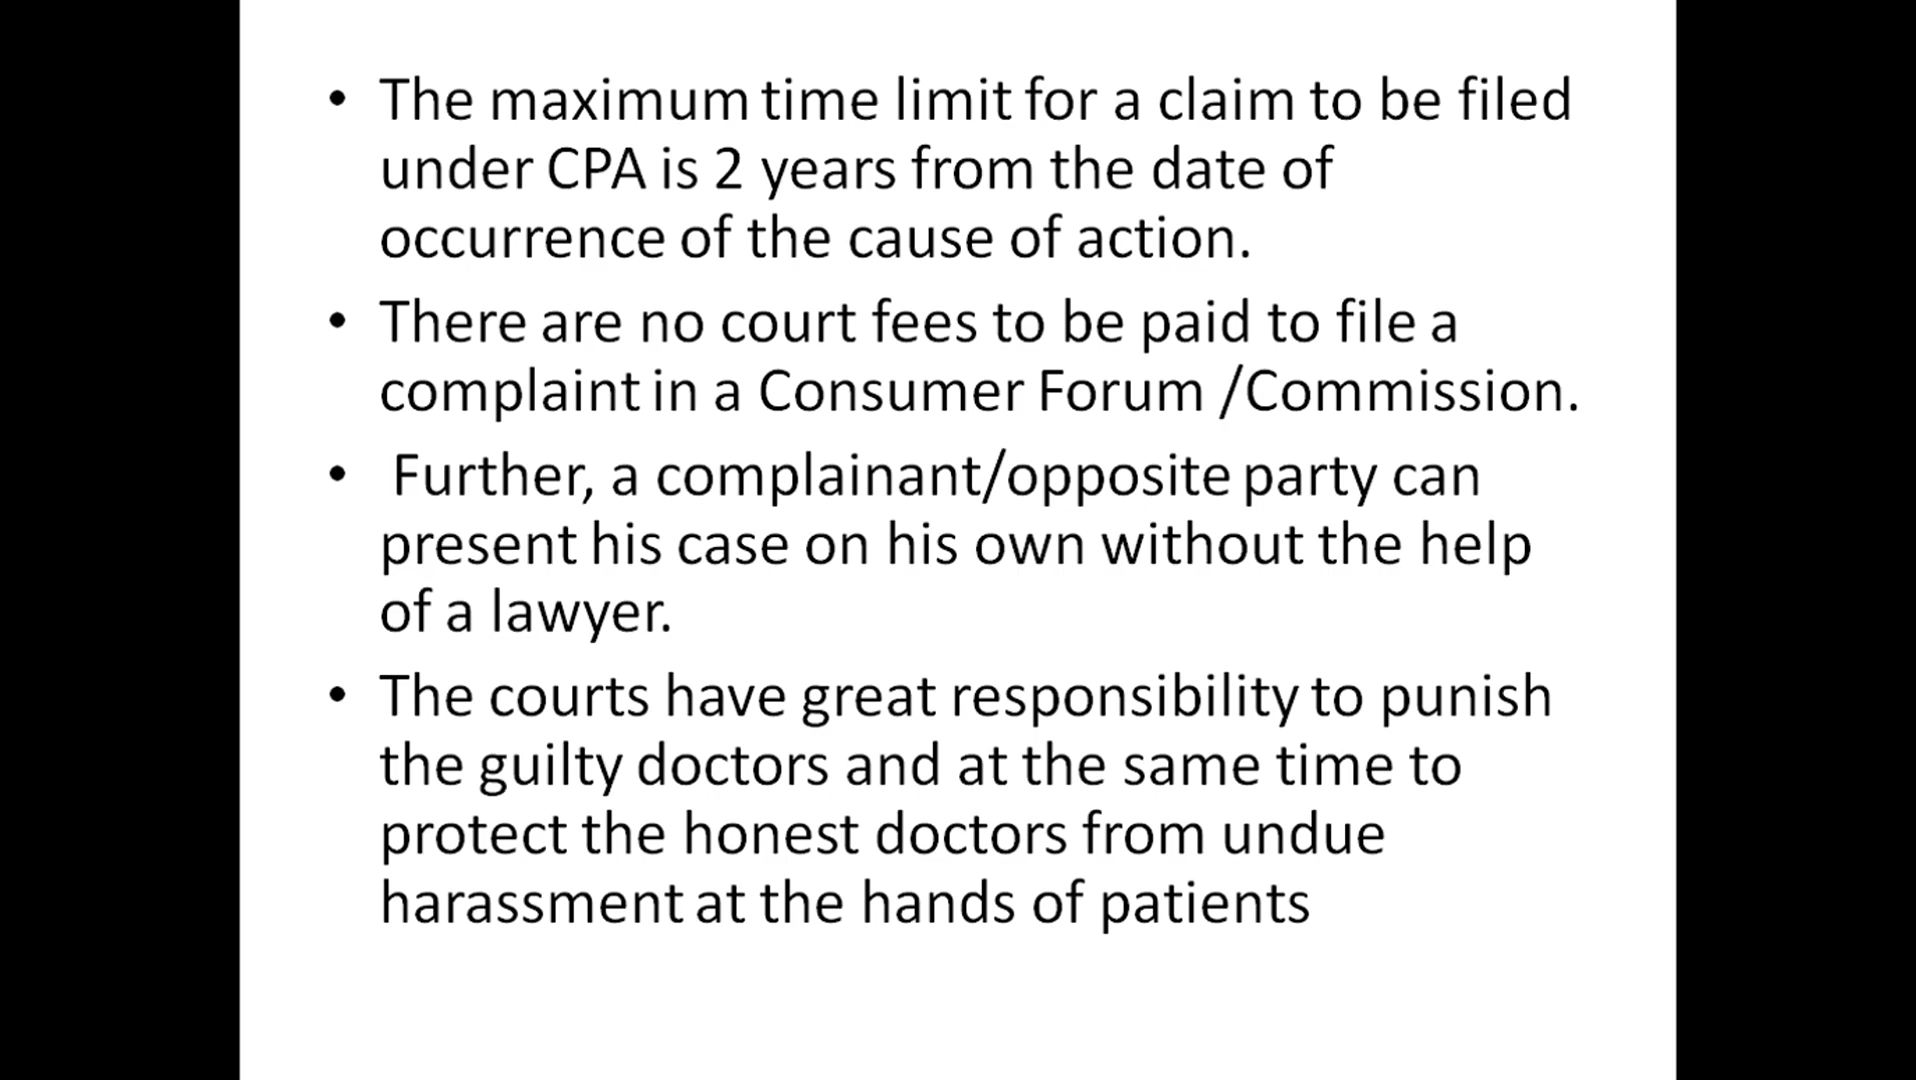 • The maximum time limit for a claim to be filed
under CPA is 2 years from the date of
occurrence of the cause of action.
• There are no court fees to be paid to file a
complaint in a Consumer Forum /Commission.
• Further, a complainant/opposite party can
present his case on his own without the help
of a lawyer.
• The courts have great responsibility to punish
the guilty doctors and at the same time to
protect the honest doctors from undue
harassment at the hands of patients